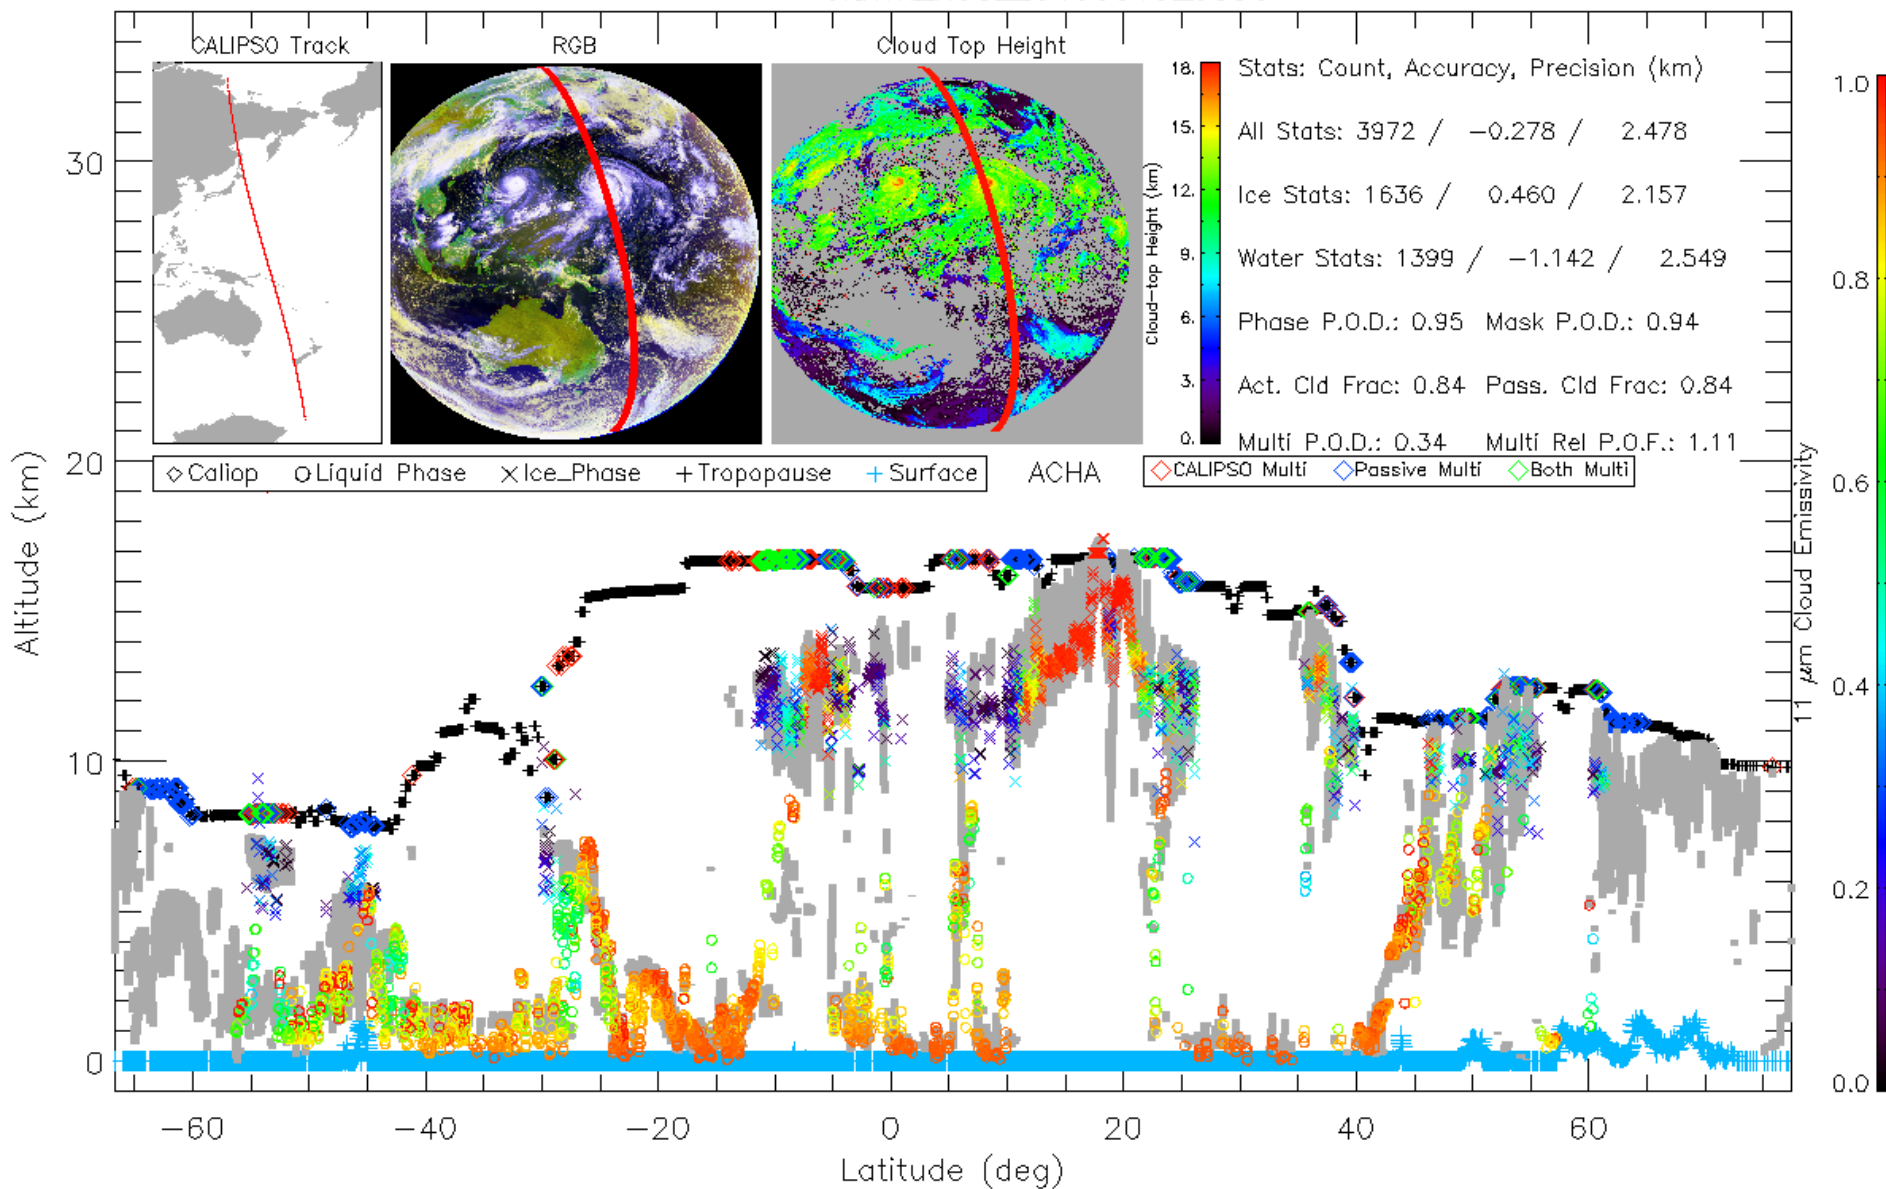 CALIPSO Track
RGB
Cloud Top Height
Stats: Count, Accuracy, Precision (km)
All Stats: 3972 / -0.278 / 2.478
Ice Stats: 1636 / 0.460 / 2.157
Water Stats: 1399 / -1.142 / 2.549
Phase P.O.D.: 0.95 Mask P.O.D.: 0.94
Act. Cld Frac: 0.84 Pass. Cld Frac: 0.84
Multi P.O.D.: 0.34 Multi Rel P.O.F.: 1.11
18.
15.
12.
9.
6.
3.
0.
Cloud-top Height (km)
Caliop Liquid Phase Ice_Phase Tropopause Surface
ACHA
CALIPSO Multi Passive Multi Both Multi
30
20
10
0
Altitude (km)
-60 -40 -20 0 20 40 60
Latitude (deg)
1.0
0.8
0.6
0.4
0.2
0.0
11 μm Cloud Emissivity